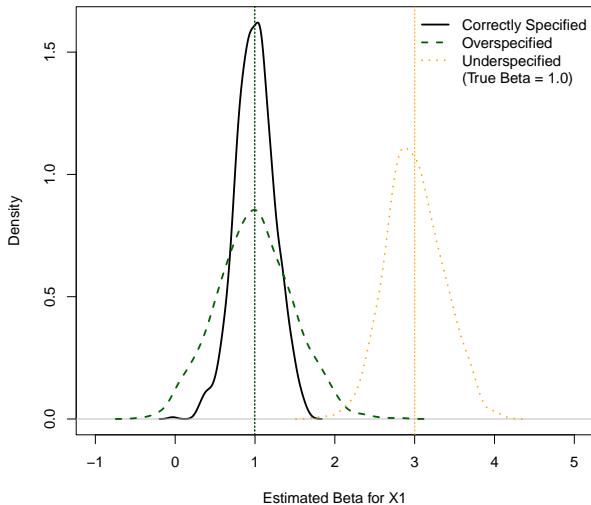 Correctly Specified
Overspecified
Underspecified
(True Beta = 1.0)
1.5
1.0
0.5
0.0
Density
−1 0 1 2 3 4 5
Estimated Beta for X1